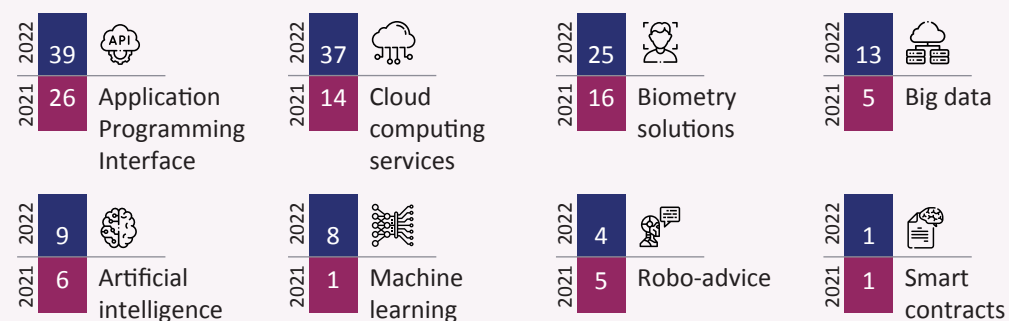 2022 39 API
2021 26 Application
Programming
Interface
2022 37
2021 14 Cloud
computing
services
2022 25
2021 16 Biometry
solutions
2022 13
2021 5 Big data
2022 9
2021 6 Artificial
intelligence
2022 8
2021 1 Machine
learning
2022 4
2021 5 Robo-advice
2022 1
2021 1 Smart
contracts